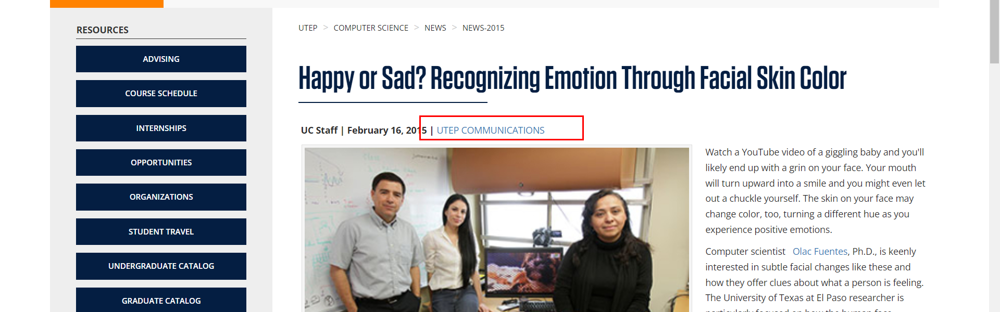 RESOURCES
ADVISING
COURSE SCHEDULE
INTERNSHIPS
OPPORTUNITIES
ORGANIZATIONS
STUDENT TRAVEL
UNDERGRADUATE CATALOG
GRADUATE CATALOG
UTEP > COMPUTER SCIENCE > NEWS > NEWS-2015
Happy or Sad? Recognizing Emotion Through Facial Skin Color
UC Staff | February 16, 2015 | UTEP COMMUNICATIONS
Watch a YouTube video of a giggling baby and you'll
likely end up with a grin on your face. Your mouth
will turn upward into a smile and you might even let
out a chuckle yourself. The skin on your face may
change color, too, turning a different hue as you
experience positive emotions.
Computer scientist Olac Fuentes, Ph.D., is keenly
interested in subtle facial changes like these and
how they offer clues about what a person is feeling.
The University of Texas at El Paso researcher is